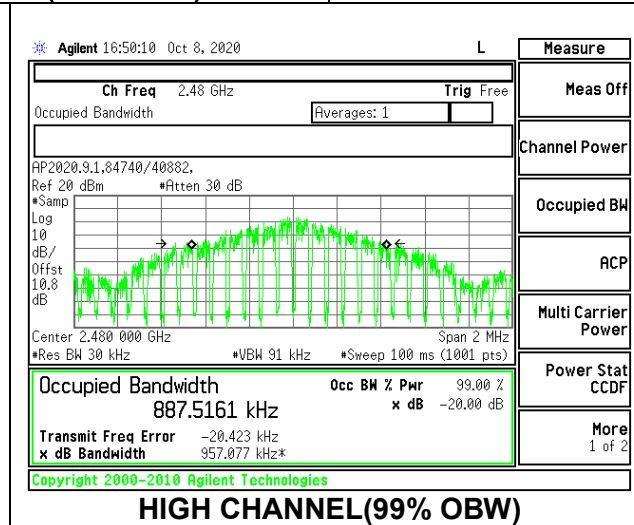 Agilent 16:50:10 Oct 8, 2020 L
Measure
Ch Freq 2.48 GHz Trig Free
Occupied Bandwidth Averages: 1
AP2020.9.1,84740/40882,
Ref 20 dBm #Atten 30 dB
#Samp
Log
10
dB/
Offst
10.8
dB
Center 2.480 000 GHz Span 2 MHz
#Res BW 30 kHz #VBW 91 kHz #Sweep 100 ms (1001 pts)
Occupied Bandwidth Occ BW % Pwr 99.00 %
887.5161 kHz x dB -20.00 dB
Transmit Freq Error -20.423 kHz
x dB Bandwidth 957.077 kHz*
Copyright 2000-2010 Agilent Technologies
Meas Off
Channel Power
Occupied BW
ACP
Multi Carrier
Power
Power Stat
CCDF
More
1 of 2
HIGH CHANNEL(99% OBW)